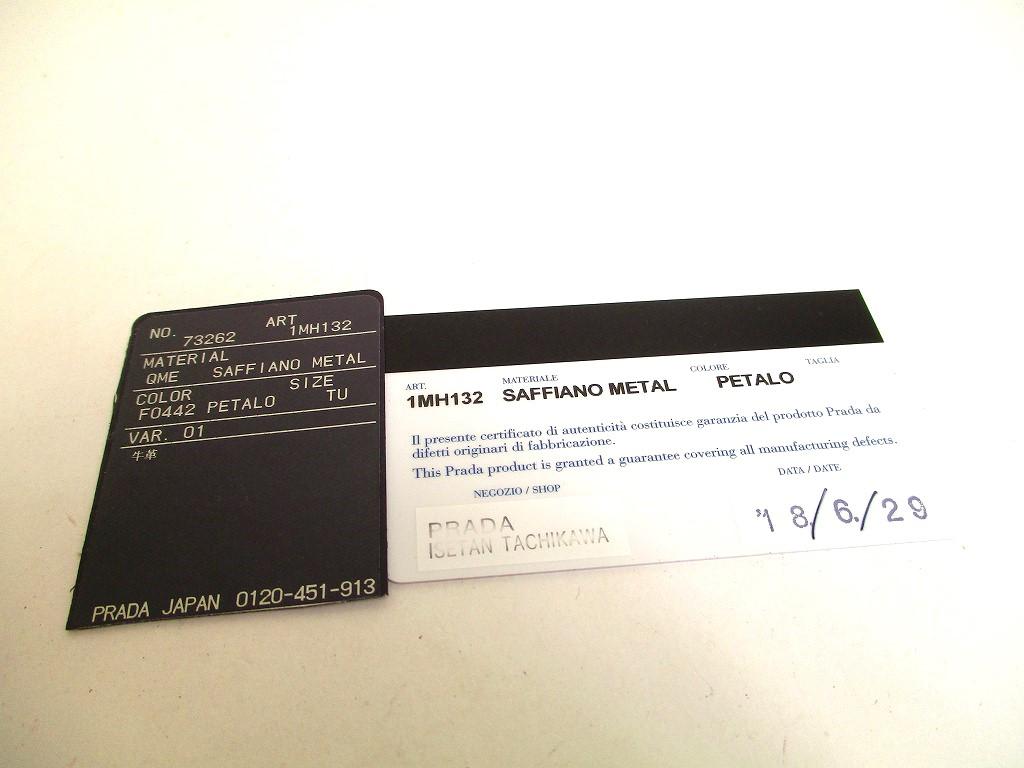 NO. 73262 ART 1MH132
MATERIAL
QME SAFFIANO METAL
COLOR SIZE
F0442 PETALO TU
VAR. 01
牛革
PRADA JAPAN 0120-451-913
ART. MATERIALE COLORE TAGLIA
1MH132 SAFFIANO METAL PETALO
Il presente certificato di autenticità costituisce garanzia del prodotto Prada da
difetti originari di fabbricazione.
This Prada product is granted a guarantee covering all manufacturing defects.
NEGOZIO / SHOP DATA / DATE
PRADA
ISETAN TACHIKAWA
'18/6./29